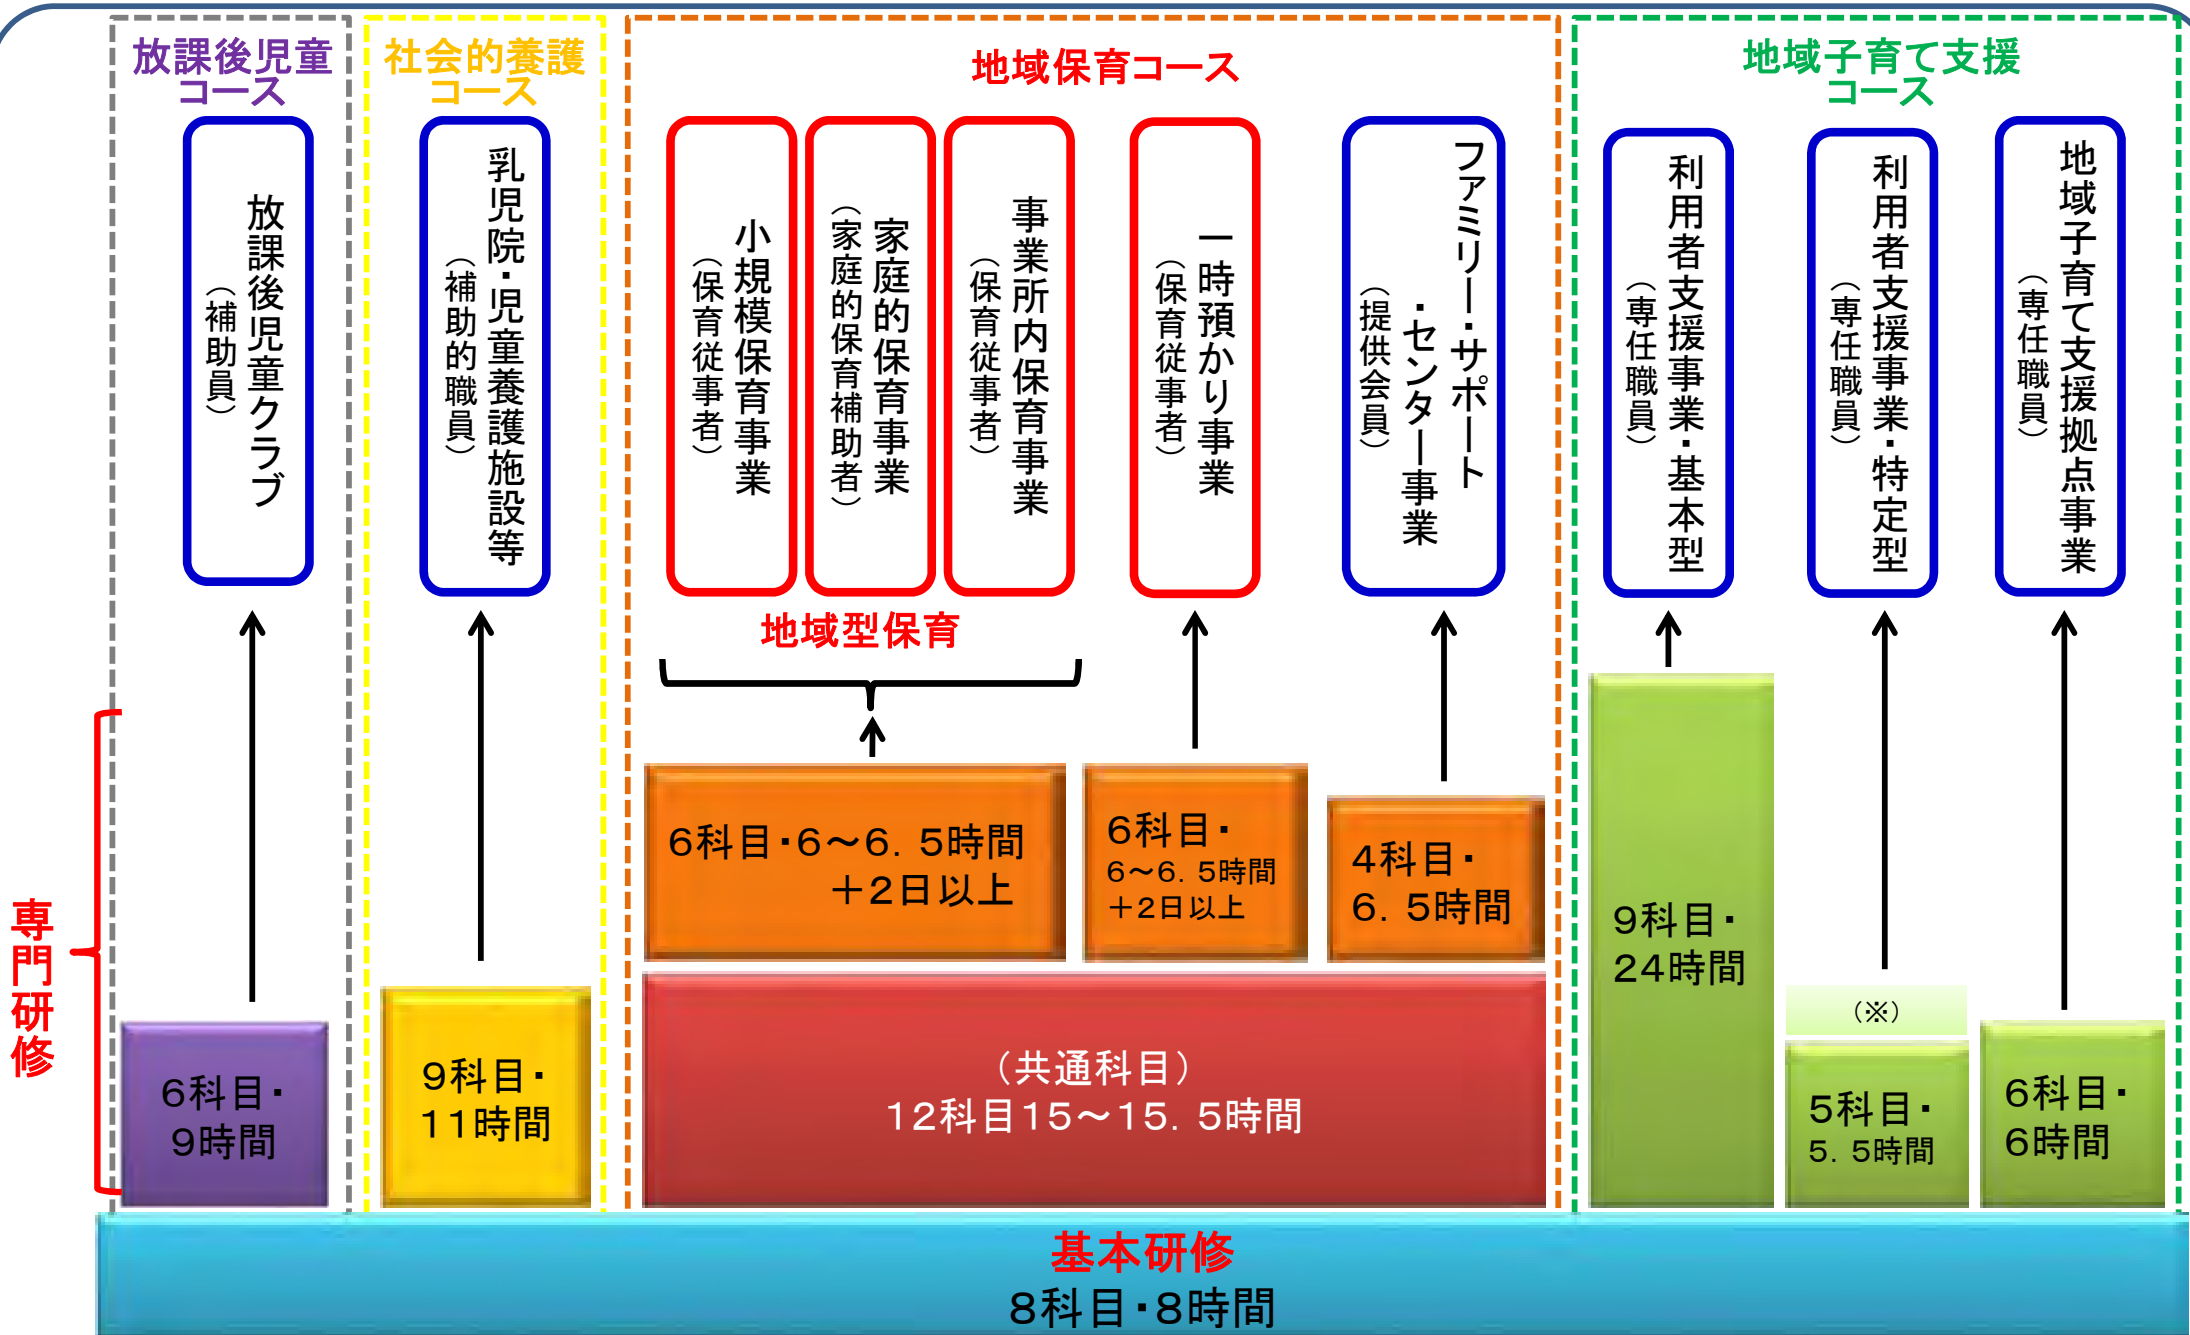 放課後児童
コース
社会的養護
コース
地域保育コース
地域子育て支援
コース
放課後児童クラブ
（補助員）
乳児院・児童養護施設等
（補助的職員）
小規模保育事業
（保育従事者）
家庭的保育事業
（家庭的保育補助者）
事業所内保育事業
（保育従事者）
一時預かり事業
（保育従事者）
ファミリー・サポート
・センター事業
（提供会員）
利用者支援事業・基本型
（専任職員）
利用者支援事業・特定型
（専任職員）
地域子育て支援拠点事業
（専任職員）
地域型保育
専門研修
6科目・
9時間
9科目・
11時間
6科目・6～6．5時間
＋2日以上
6科目・
6～6．5時間
＋2日以上
4科目・
6．5時間
（共通科目）
12科目15～15．5時間
9科目・
24時間
（※）
5科目・
5．5時間
6科目・
6時間
基本研修
8科目・8時間